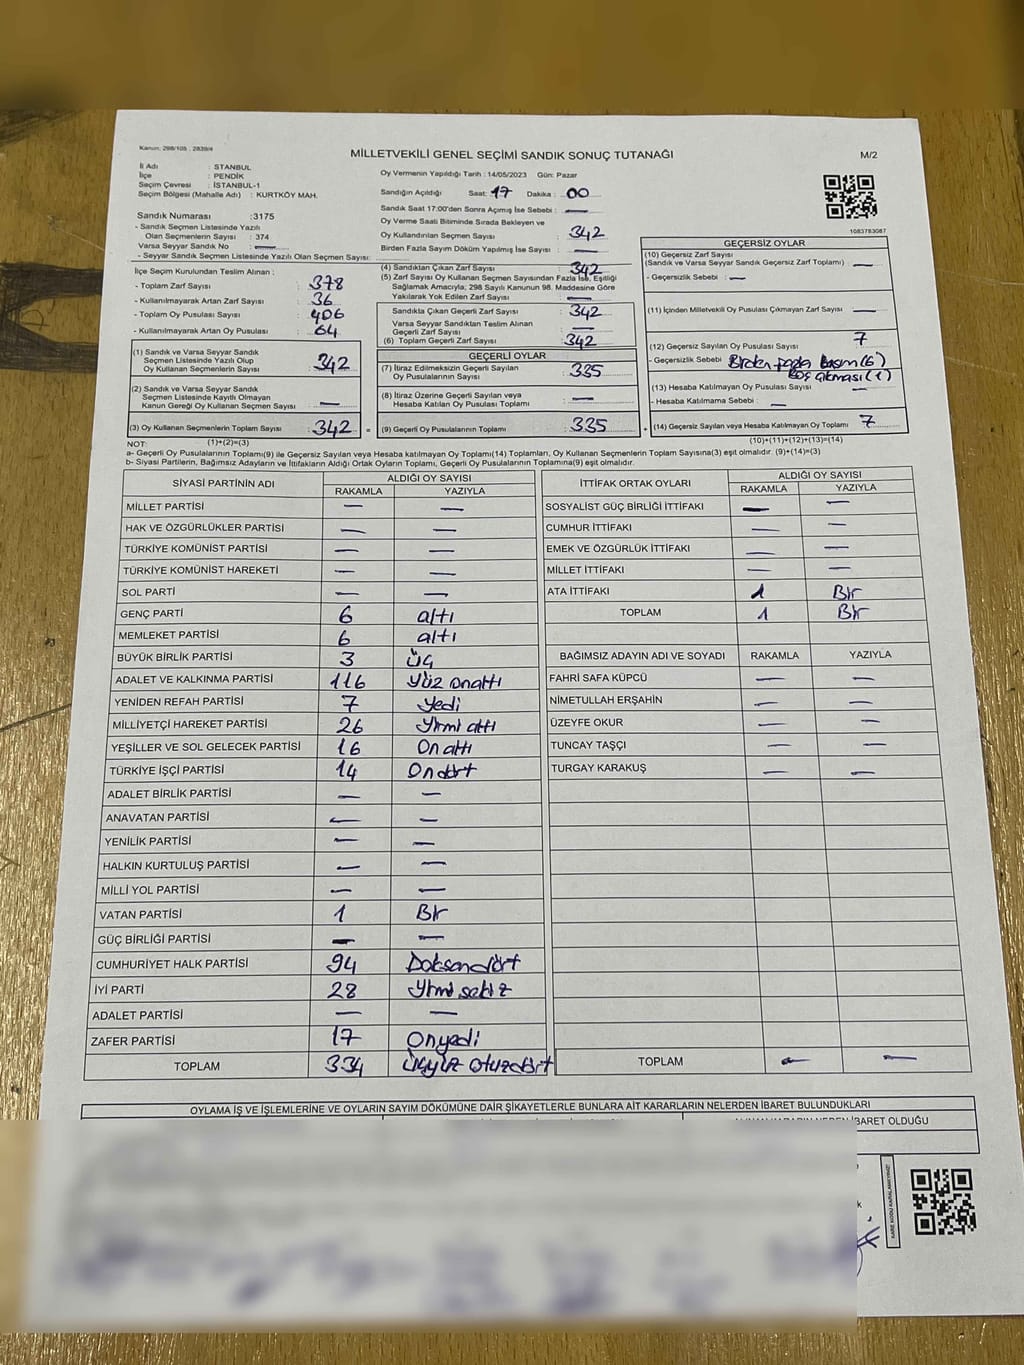 Kanun: 298/105 , 2839/4
MİLLETVEKİLİ GENEL SEÇİMİ SANDIK SONUÇ TUTANAĞI
M/2
İl Adı : STANBUL
İlçe : PENDİK
Seçim Çevresi : İSTANBUL-1
Seçim Bölgesi (Mahalle Adı) : KURTKÖY MAH.
Oy Vermenin Yapıldığı Tarih : 14/05/2023 Gün: Pazar
Sandığın Açıldığı Saat: 17 Dakika : 00
Sandık Saat 17:00'den Sonra Açımış İse Sebebi : —
Oy Verme Saati Bitiminde Sırada Bekleyen ve
Oy Kullandırılan Seçmen Sayısı : 342
Birden Fazla Sayım Döküm Yapılmış İse Sayısı : —
Sandık Numarası :3175
- Sandık Seçmen Listesinde Yazılı
Olan Seçmenlerin Sayısı : 374
Varsa Seyyar Sandık No : —
- Seyyar Sandık Seçmen Listesinde Yazılı Olan Seçmen Sayısı:
İlçe Seçim Kurulundan Teslim Alınan :
- Toplam Zarf Sayısı : 378
- Kullanılmayarak Artan Zarf Sayısı : 36
- Toplam Oy Pusulası Sayısı : 406
- Kullanılmayarak Artan Oy Pusulası : 64
(1) Sandık ve Varsa Seyyar Sandık
Seçmen Listesinde Yazılı Olup
Oy Kullanan Seçmen Sayısı : 342
(2) Sandık ve Varsa Seyyar Sandık
Seçmen Listesinde Kayıtlı Olmayan
Kanun Gereği Oy Kullanan Seçmen Sayısı : —
(3) Oy Kullanan Seçmenlerin Toplam Sayısı : 342 =
(1)+(2)=(3)
(4) Sandıktan Çıkan Zarf Sayısı : 342
(5) Zarf Sayısı Oy Kullanan Seçmen Sayısından Fazla İse, Eşitliği
Sağlamak Amacıyla, 298 Sayılı Kanunun 98. Maddesine Göre
Yakılarak Yok Edilen Zarf Sayısı : —
Sandıkla Çıkan Geçerli Zarf Sayısı : 342
Varsa Seyyar Sandıktan Teslim Alınan
Geçerli Zarf Sayısı : —
(6) Toplam Geçerli Zarf Sayısı : 342
GEÇERLİ OYLAR
(7) İtiraz Edilmeksizin Geçerli Sayılan
Oy Pusulalarının Sayısı : 335
(8) İtiraz Üzerine Geçerli Sayılan veya
Hesaba Katılan Oy Pusulası Toplamı : —
(9) Geçerli Oy Pusulalarının Toplamı : 335 +
1083783087
GEÇERSİZ OYLAR
(10) Geçersiz Zarf Sayısı
(Sandık ve Varsa Seyyar Sandık Geçersiz Zarf Toplamı) : —
- Geçersizlik Sebebi : —
(11) İçinden Milletvekili Oy Pusulası Çıkmayan Zarf Sayısı : —
(12) Geçersiz Sayılan Oy Pusulası Sayısı : 7
- Geçersizlik Sebebi : Birden fazla basım (6)
Boş çıkması (1)
(13) Hesaba Katılmayan Oy Pusulası Sayısı : —
- Hesaba Katılmama Sebebi : —
(14) Geçersiz Sayılan veya Hesaba Katılmayan Oy Toplamı : 7
(10)+(11)+(12)+(13)=(14)
NOT:
a- Geçerli Oy Pusulalarının Toplamı(9) ile Geçersiz Sayılan veya Hesaba katılmayan Oy Toplamı(14) Toplamları, Oy Kullanan Seçmenlerin Toplam Sayısına(3) eşit olmalıdır. (9)+(14)=(3)
b- Siyasi Partilerin, Bağımsız Adayların ve İttifakların Aldığı Ortak Oyların Toplamı, Geçerli Oy Pusulalarının Toplamına(9) eşit olmalıdır.
SİYASİ PARTİNİN ADI ALDIĞI OY SAYISI
RAKAMLA YAZIYLA
MİLLET PARTİSİ — —
HAK VE ÖZGÜRLÜKLER PARTİSİ — —
TÜRKİYE KOMÜNİST PARTİSİ — —
TÜRKİYE KOMÜNİST HAREKETİ — —
SOL PARTİ — —
GENÇ PARTİ 6 altı
MEMLEKET PARTİSİ 6 altı
BÜYÜK BİRLİK PARTİSİ 3 üç
ADALET VE KALKINMA PARTİSİ 116 Yüz onaltı
YENİDEN REFAH PARTİSİ 7 Yedi
MİLLİYETÇİ HAREKET PARTİSİ 26 Yirmi altı
YEŞİLLER VE SOL GELECEK PARTİSİ 16 On altı
TÜRKİYE İŞÇİ PARTİSİ 14 Ondört
ADALET BİRLİK PARTİSİ — —
ANAVATAN PARTİSİ — —
YENİLİK PARTİSİ — —
HALKIN KURTULUŞ PARTİSİ — —
MİLLİ YOL PARTİSİ — —
VATAN PARTİSİ 1 Bir
GÜÇ BİRLİĞİ PARTİSİ — —
CUMHURİYET HALK PARTİSİ 94 Doksandört
İYİ PARTİ 28 Yirmi sekiz
ADALET PARTİSİ — —
ZAFER PARTİSİ 17 Onyedi
TOPLAM 334 Üçyüz otuzdört
İTTİFAK ORTAK OYLARI ALDIĞI OY SAYISI
RAKAMLA YAZIYLA
SOSYALİST GÜÇ BİRLİĞİ İTTİFAKI — —
CUMHUR İTTİFAKI — —
EMEK VE ÖZGÜRLÜK İTTİFAKI — —
MİLLET İTTİFAKI — —
ATA İTTİFAKI 1 Bir
TOPLAM 1 Bir
BAĞIMSIZ ADAYIN ADI VE SOYADI RAKAMLA YAZIYLA
FAHRİ SAFA KÜPCÜ — —
NİMETULLAH ERŞAHİN — —
ÜZEYFE OKUR — —
TUNCAY TAŞÇI — —
TURGAY KARAKUŞ — —
TOPLAM — —
OYLAMA İŞ VE İŞLEMLERİNE VE OYLARIN SAYIM DÖKÜMÜNE DAİR ŞİKAYETLERLE BUNLARA AİT KARARLARIN NELERDEN İBARET BULUNDUKLARI
İBARET OLDUĞU
KARE KODU KARALAMAYINIZ!